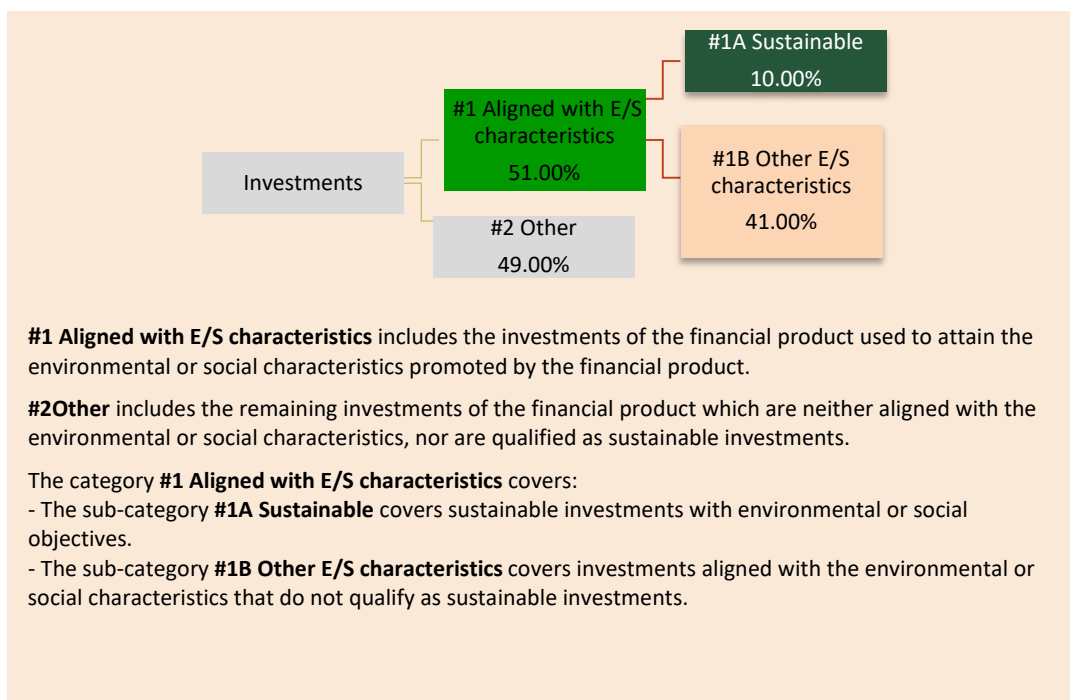 #1A Sustainable
10.00%
#1 Aligned with E/S
characteristics
51.00%
#1B Other E/S
characteristics
41.00%
Investments
#2 Other
49.00%
#1 Aligned with E/S characteristics includes the investments of the financial product used to attain the
environmental or social characteristics promoted by the financial product.
#2Other includes the remaining investments of the financial product which are neither aligned with the
environmental or social characteristics, nor are qualified as sustainable investments.
The category #1 Aligned with E/S characteristics covers:
- The sub-category #1A Sustainable covers sustainable investments with environmental or social
objectives.
- The sub-category #1B Other E/S characteristics covers investments aligned with the environmental or
social characteristics that do not qualify as sustainable investments.